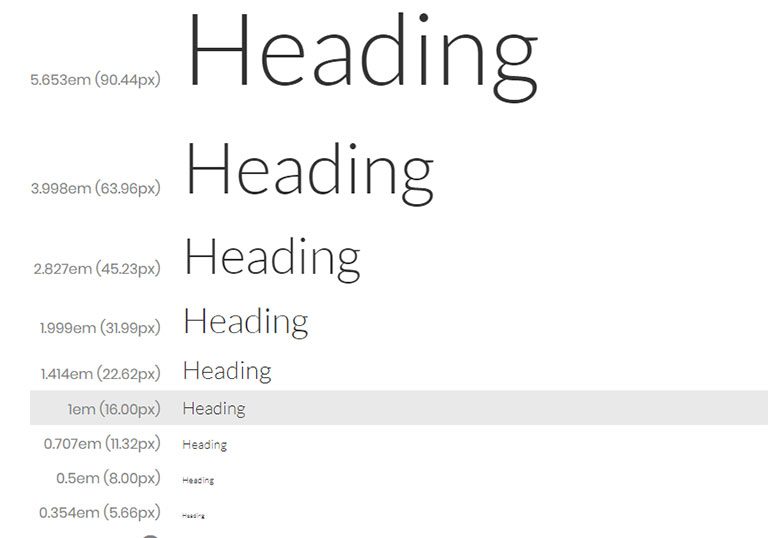 5.653em (90.44px) Heading
3.998em (63.96px) Heading
2.827em (45.23px) Heading
1.999em (31.99px) Heading
1.414em (22.62px) Heading
1em (16.00px) Heading
0.707em (11.32px) Heading
0.5em (8.00px) Heading
0.354em (5.66px) Heading